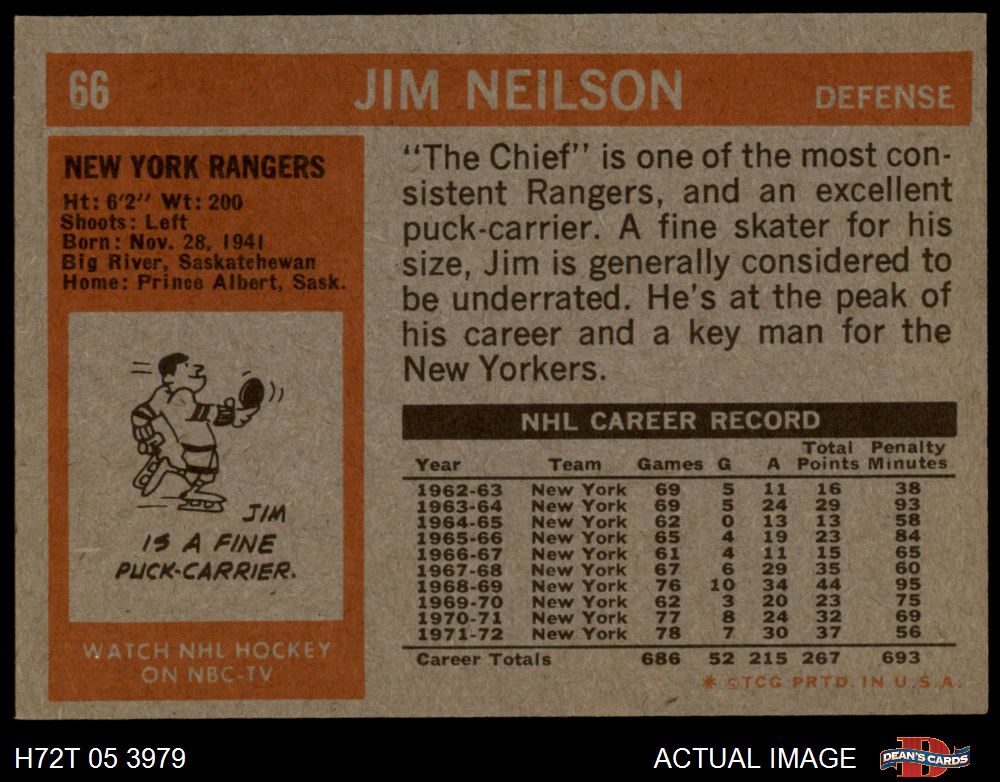 66 JIM NEILSON DEFENSE
NEW YORK RANGERS
Ht: 6'2" Wt: 200
Shoots: Left
Born: Nov. 28, 1941
Big River, Saskatchewan
Home: Prince Albert, Sask.
JIM
IS A FINE
PUCK-CARRIER.
WATCH NHL HOCKEY
ON NBC-TV
"The Chief" is one of the most con-
sistent Rangers, and an excellent
puck-carrier. A fine skater for his
size, Jim is generally considered to
be underrated. He's at the peak of
his career and a key man for the
New Yorkers.
NHL CAREER RECORD
Total Penalty
Year Team Games G A Points Minutes
1962-63 New York 69 5 11 16 38
1963-64 New York 69 5 24 29 93
1964-65 New York 62 0 13 13 58
1965-66 New York 65 4 19 23 84
1966-67 New York 61 4 11 15 65
1967-68 New York 67 6 29 35 60
1968-69 New York 76 10 34 44 95
1969-70 New York 62 3 20 23 75
1970-71 New York 77 8 24 32 69
1971-72 New York 78 7 30 37 56
Career Totals 686 52 215 267 693
* ©TCG PRTD. IN U.S.A.
H72T 05 3979 ACTUAL IMAGE DEAN'S CARDS